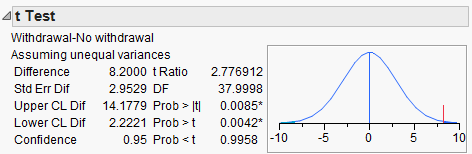 t Test
Withdrawal-No withdrawal
Assuming unequal variances
Difference 8.2000 t Ratio 2.776912
Std Err Dif 2.9529 DF 37.9998
Upper CL Dif 14.1779 Prob > |t| 0.0085*
Lower CL Dif 2.2221 Prob > t 0.0042*
Confidence 0.95 Prob < t 0.9958
-10 -5 0 5 10